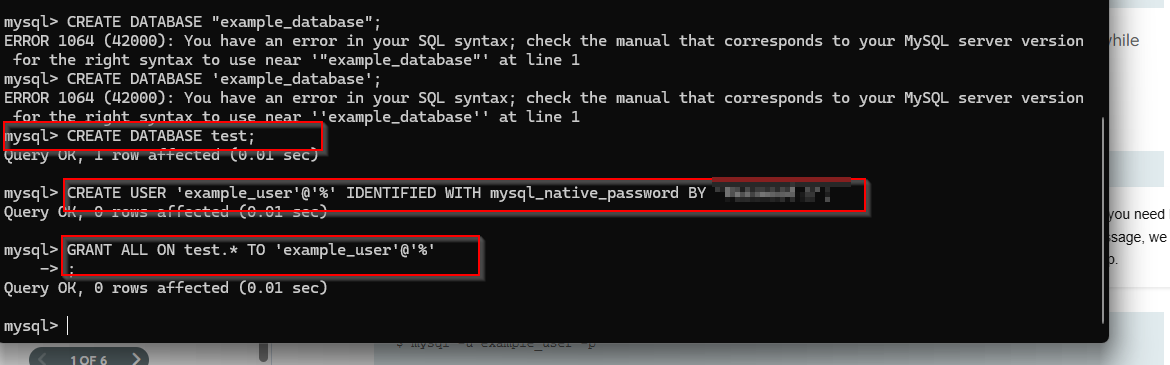 mysql> CREATE DATABASE "example_database";
ERROR 1064 (42000): You have an error in your SQL syntax; check the manual that corresponds to your MySQL server version
 for the right syntax to use near '"example_database"' at line 1
mysql> CREATE DATABASE 'example_database';
ERROR 1064 (42000): You have an error in your SQL syntax; check the manual that corresponds to your MySQL server version
 for the right syntax to use near ''example_database'' at line 1
mysql> CREATE DATABASE test;
Query OK, 1 row affected (0.01 sec)
mysql> CREATE USER 'example_user'@'%' IDENTIFIED WITH mysql_native_password BY
Query OK, 0 rows affected (0.01 sec)
mysql> GRANT ALL ON test.* TO 'example_user'@'%'
    -> ;
Query OK, 0 rows affected (0.01 sec)
mysql>
you need
we
$ mysql -u example_user -p
1 OF 6